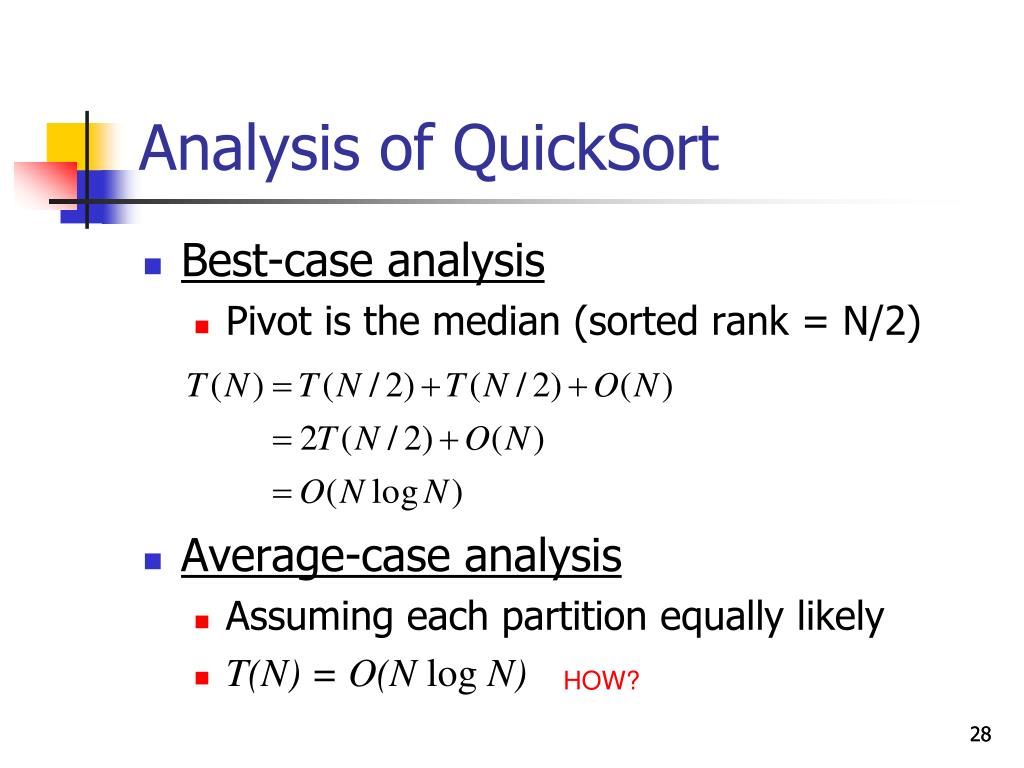 Analysis of QuickSort
Best-case analysis
Pivot is the median (sorted rank = N/2)
T(N) = T(N / 2) + T(N / 2) + O(N)
= 2T(N / 2) + O(N)
= O(N log N)
Average-case analysis
Assuming each partition equally likely
T(N) = O(N log N) HOW?
28